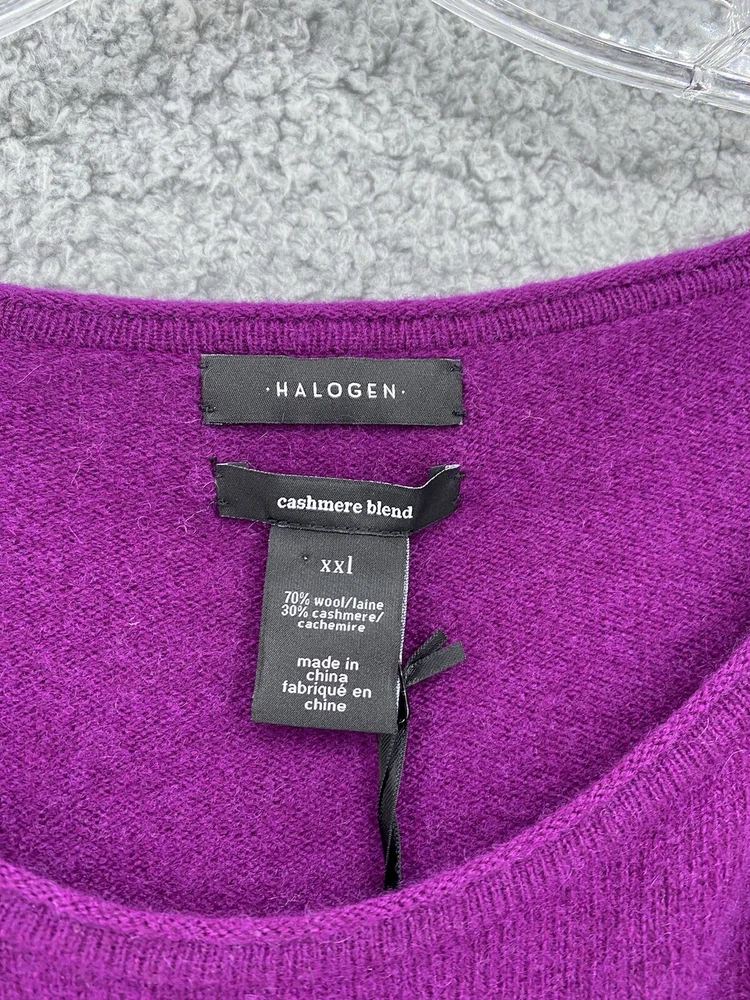 ·HALOGEN·
cashmere blend
xxl
70% wool/laine
30% cashmere/
cachemire
made in
china
fabriqué en
chine